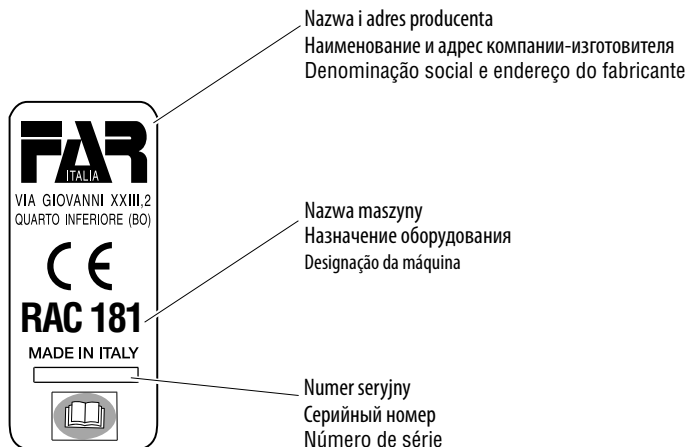 Nazwa i adres producenta
Наименование и адрес компании-изготовителя
Denominação social e endereço do fabricante
FAR
ITALIA
VIA GIOVANNI XXIII,2
QUARTO INFERIORE (BO)
CE
RAC 181
MADE IN ITALY
Nazwa maszyny
Назначение оборудования
Designação da máquina
Numer seryjny
Серийный номер
Número de série